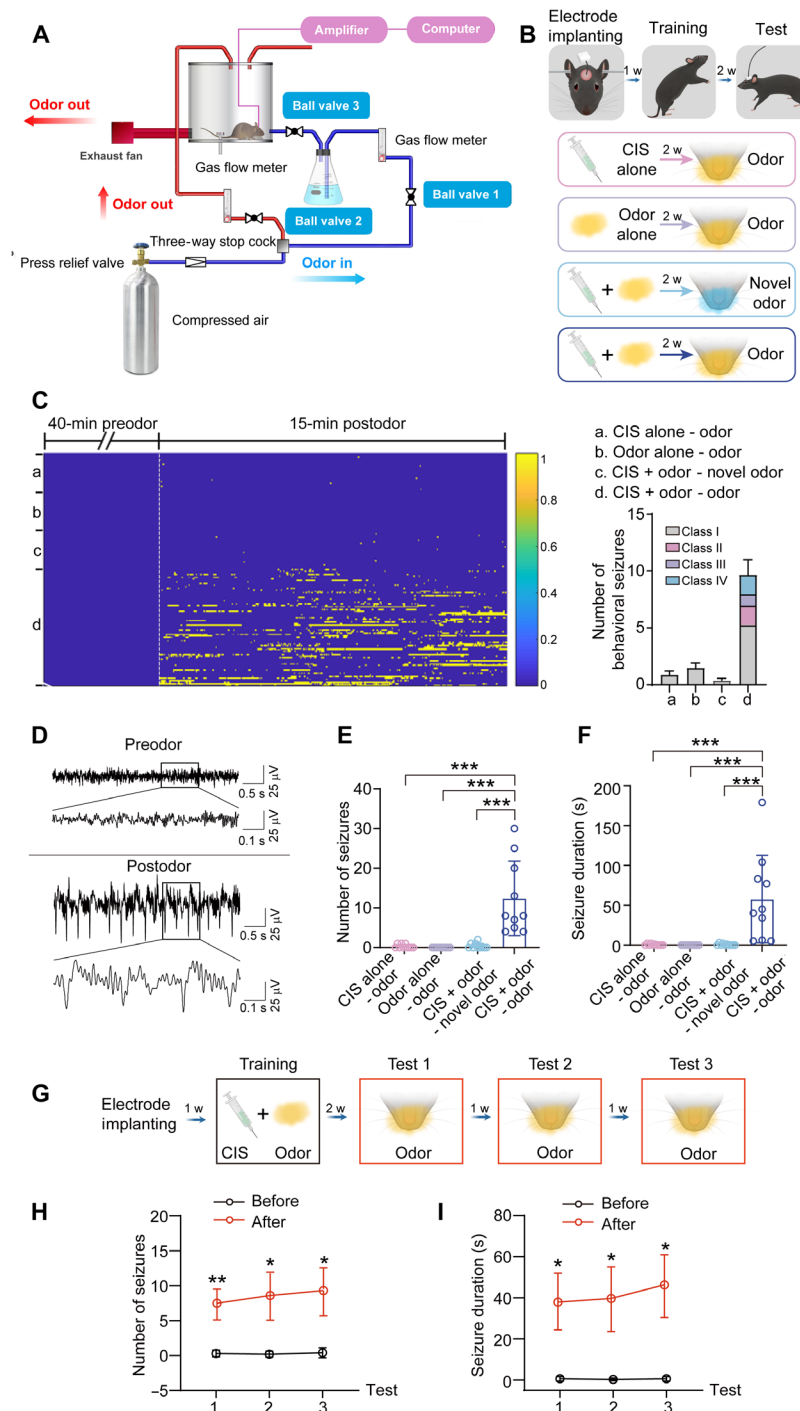 A
Amplifier
Computer
Odor out
Exhaust fan
Ball valve 3
Gas flow meter
Gas flow meter
Ball valve 1
Odor out
Ball valve 2
Three-way stop cock
Press relief valve
Odor in
Compressed air
B
Electrode
implanting
Training
Test
1 w
2 w
CIS
alone
2 w
Odor
Odor
alone
2 w
Odor
+
2 w
Novel
odor
+
2 w
Odor
C
40-min preodor
15-min postodor
a
b
c
d
1
0.8
0.6
0.4
0.2
0
a. CIS alone - odor
b. Odor alone - odor
c. CIS + odor - novel odor
d. CIS + odor - odor
Number of
behavioral seizures
15
10
5
0
Class I
Class II
Class III
Class IV
a b c d
D
Preodor
0.5 s
25 μV
0.1 s
25 μV
Postodor
0.5 s
25 μV
0.1 s
25 μV
E
***
***
***
Number of seizures
40
30
20
10
0
CIS alone
- odor
Odor alone
- odor
CIS + odor
- novel odor
CIS + odor
- odor
F
***
***
***
Seizure duration (s)
200
150
100
50
0
CIS alone
- odor
Odor alone
- odor
CIS + odor
- novel odor
CIS + odor
- odor
G
Electrode
implanting
1 w
Training
CIS
+
Odor
2 w
Test 1
Odor
1 w
Test 2
Odor
1 w
Test 3
Odor
H
Before
After
Number of seizures
20
15
10
5
0
−5
**
*
*
1 2 3
Test
I
Before
After
Seizure duration (s)
80
60
40
20
0
*
*
*
1 2 3
Test